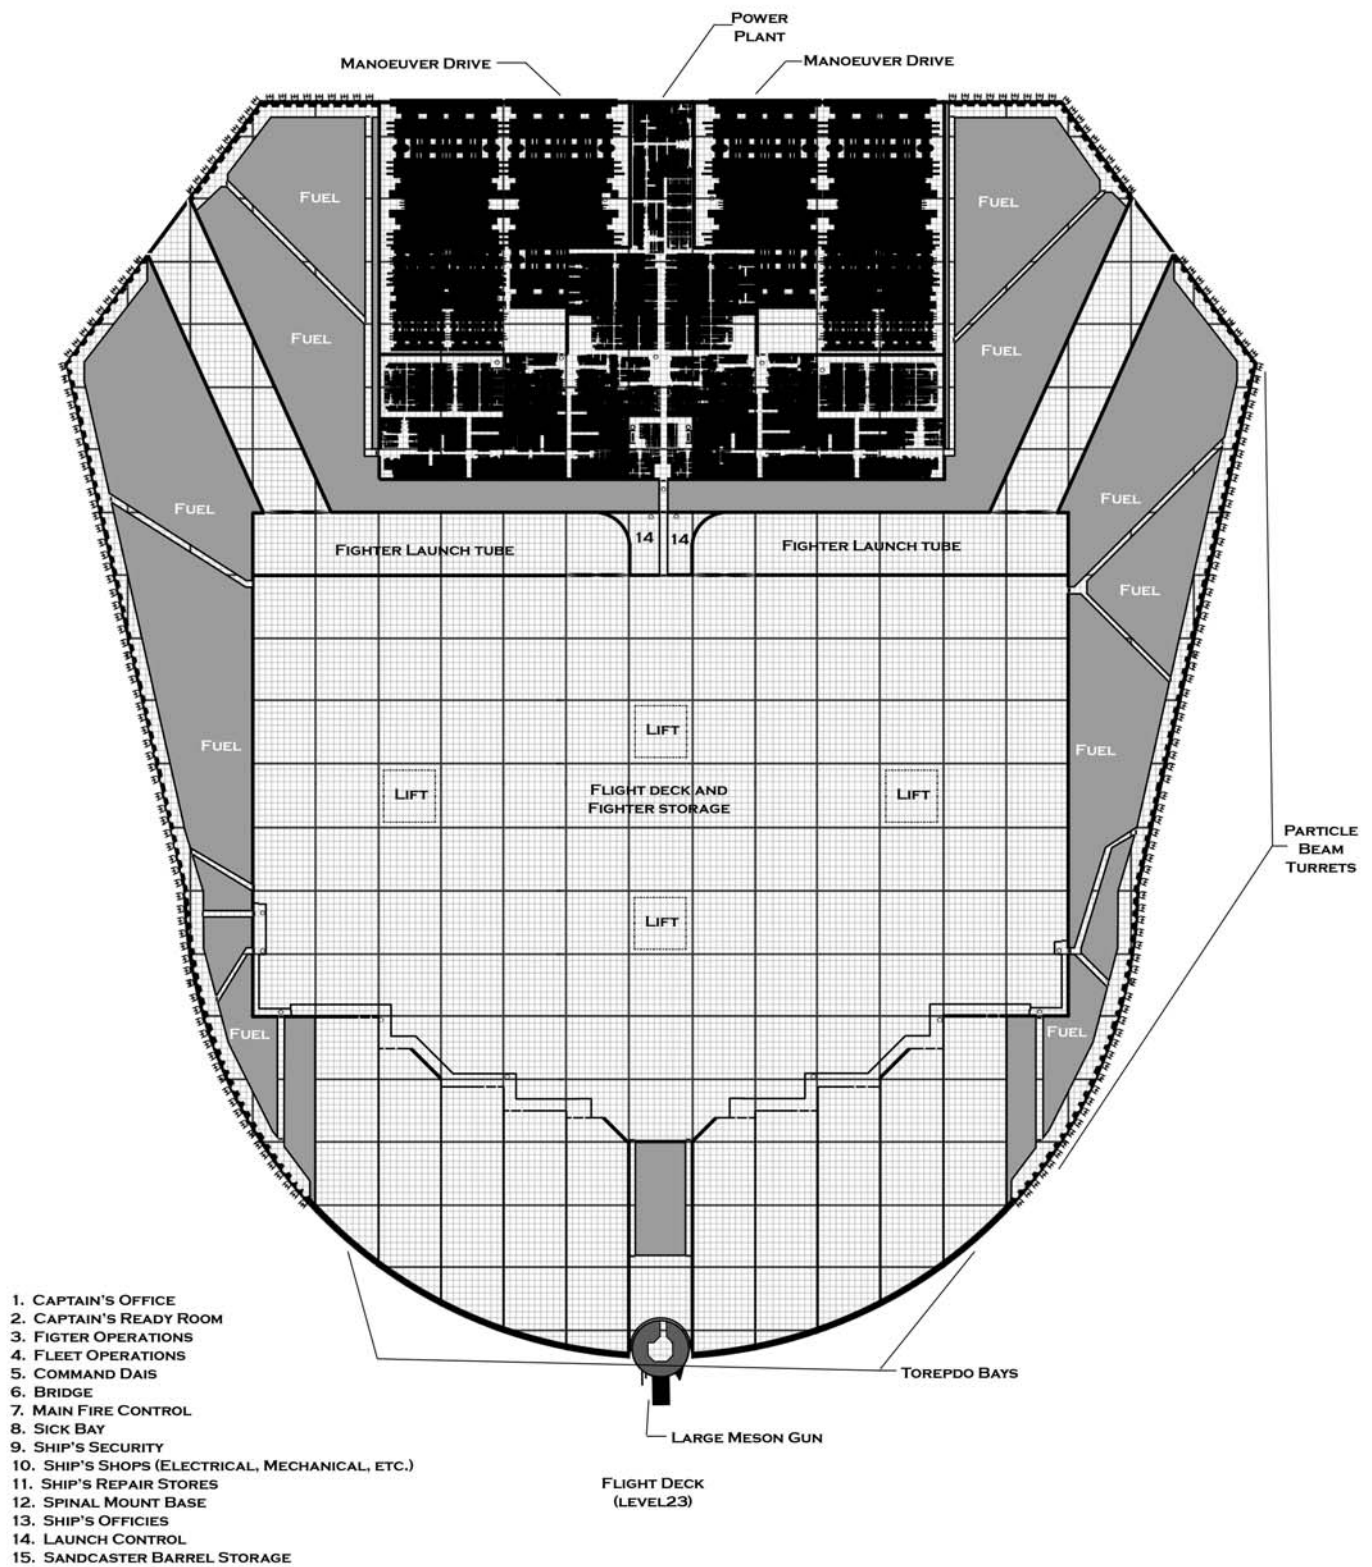 POWER
PLANT
MANOEUVER DRIVE
MANOEUVER DRIVE
FUEL
FUEL
FUEL
FUEL
FUEL
FUEL
14
14
FIGHTER LAUNCH TUBE
FIGHTER LAUNCH TUBE
FUEL
LIFT
FUEL
FUEL
LIFT
FLIGHT DECK AND
FIGHTER STORAGE
LIFT
PARTICLE
BEAM
TURRETS
LIFT
FUEL
FUEL
1. CAPTAIN'S OFFICE
2. CAPTAIN'S READY ROOM
3. FIGTER OPERATIONS
4. FLEET OPERATIONS
5. COMMAND DAIS
6. BRIDGE
7. MAIN FIRE CONTROL
8. SICK BAY
9. SHIP'S SECURITY
10. SHIP'S SHOPS (ELECTRICAL, MECHANICAL, ETC.)
11. SHIP'S REPAIR STORES
12. SPINAL MOUNT BASE
13. SHIP'S OFFICIES
14. LAUNCH CONTROL
15. SANDCASTER BARREL STORAGE
TOREPDO BAYS
LARGE MESON GUN
FLIGHT DECK
(LEVEL23)